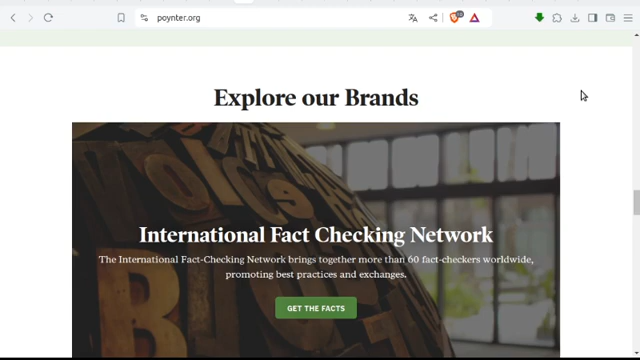 poynter.org
Explore our Brands
International Fact Checking Network
The International Fact-Checking Network brings together more than 60 fact-checkers worldwide,
promoting best practices and exchanges.
GET THE FACTS